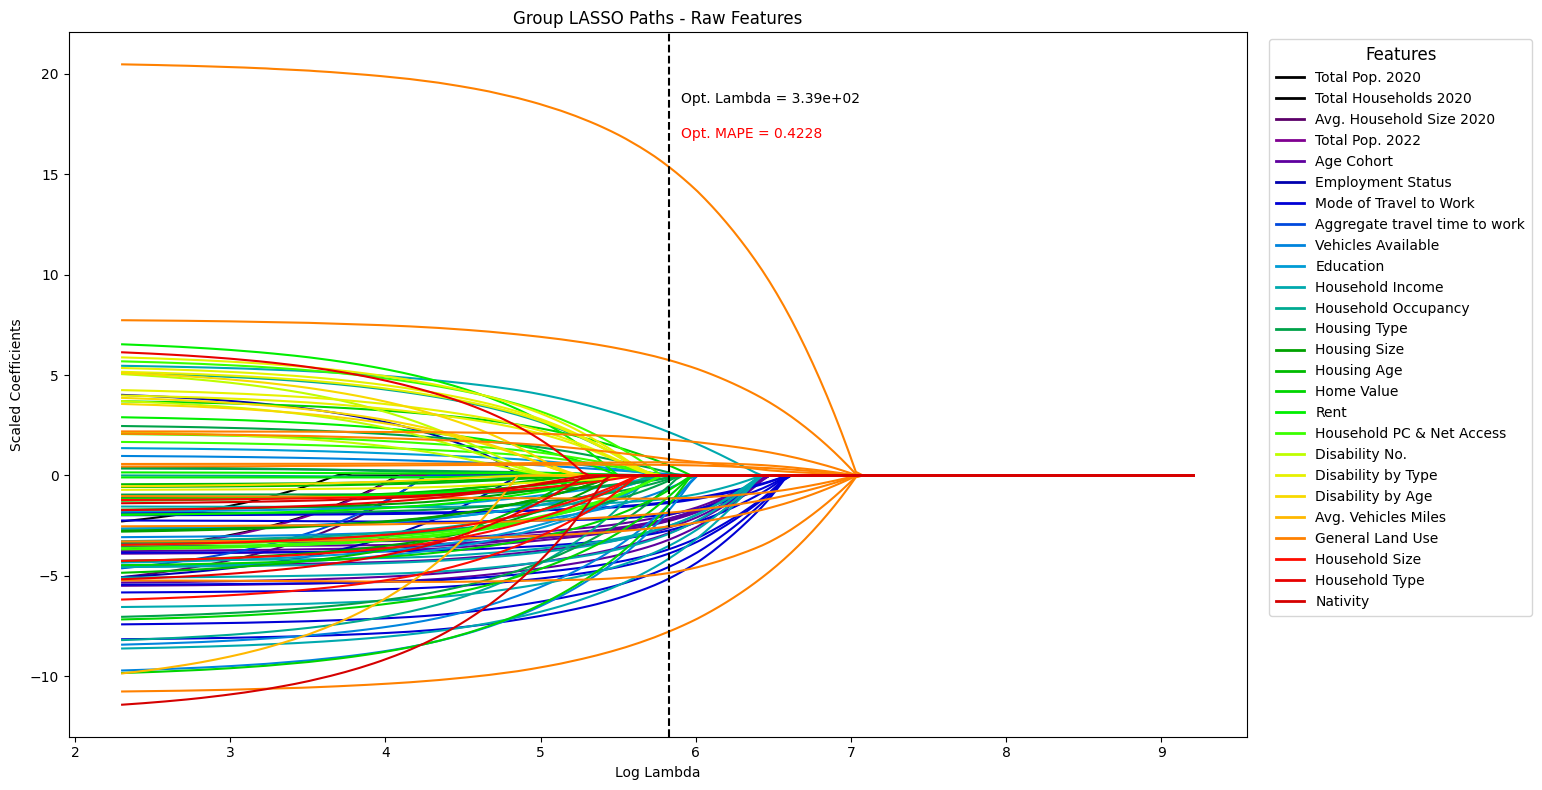 Group LASSO Paths - Raw Features
20
15
10
5
0
−5
−10
Scaled Coefficients
Opt. Lambda = 3.39e+02
Opt. MAPE = 0.4228
2 3 4 5 6 7 8 9
Log Lambda
Features
Total Pop. 2020
Total Households 2020
Avg. Household Size 2020
Total Pop. 2022
Age Cohort
Employment Status
Mode of Travel to Work
Aggregate travel time to work
Vehicles Available
Education
Household Income
Household Occupancy
Housing Type
Housing Size
Housing Age
Home Value
Rent
Household PC & Net Access
Disability No.
Disability by Type
Disability by Age
Avg. Vehicles Miles
General Land Use
Household Size
Household Type
Nativity